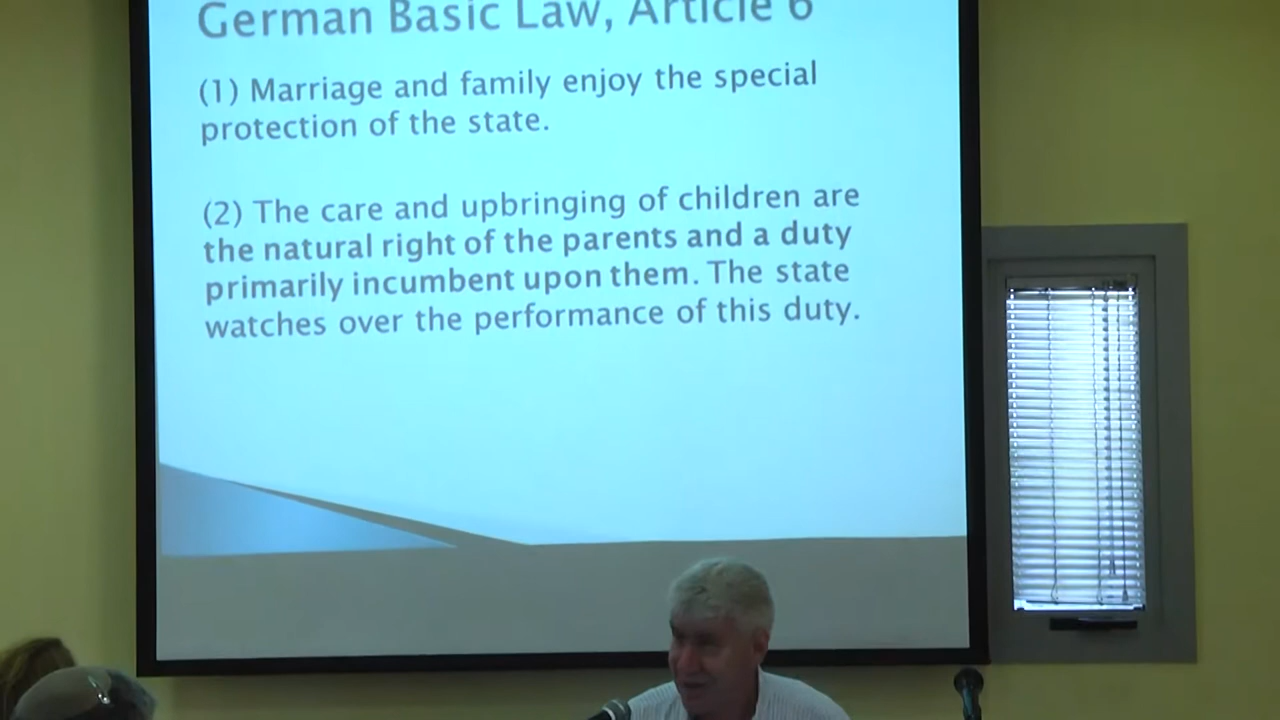 German Basic Law, Article 6
(1) Marriage and family enjoy the special
protection of the state.
(2) The care and upbringing of children are
the natural right of the parents and a duty
primarily incumbent upon them. The state
watches over the performance of this duty.